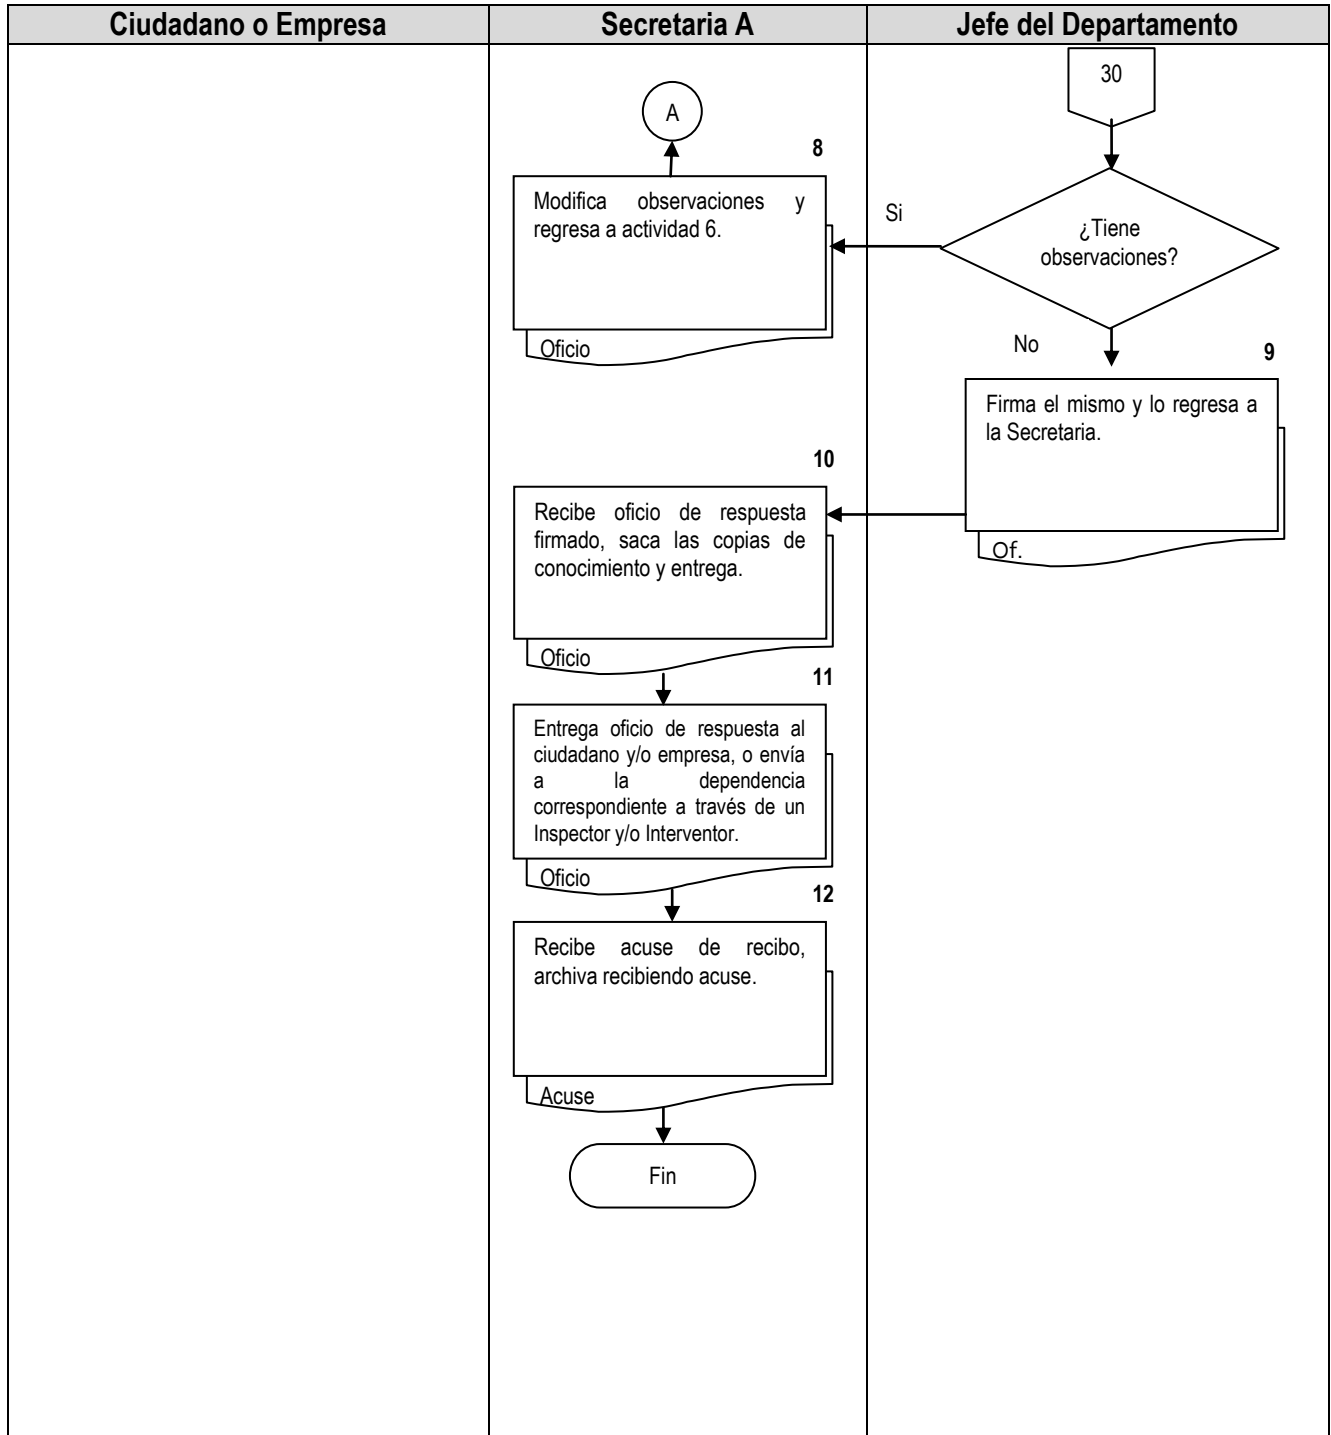 Ciudadano o Empresa
Secretaria A
Jefe del Departamento
30
A
8
Modifica observaciones y
regresa a actividad 6.
Oficio
Si
¿Tiene
observaciones?
No
9
Firma el mismo y lo regresa a
la Secretaria.
Of.
10
Recibe oficio de respuesta
firmado, saca las copias de
conocimiento y entrega.
Oficio
11
Entrega oficio de respuesta al
ciudadano y/o empresa, o envía
a la dependencia
correspondiente a través de un
Inspector y/o Interventor.
Oficio
12
Recibe acuse de recibo,
archiva recibiendo acuse.
Acuse
Fin